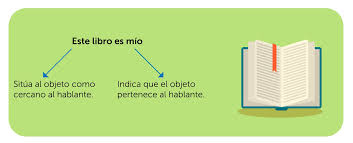 Este libro es mío
Sitúa al objeto como
cercano al hablante.
Indica que el objeto
pertenece al hablante.